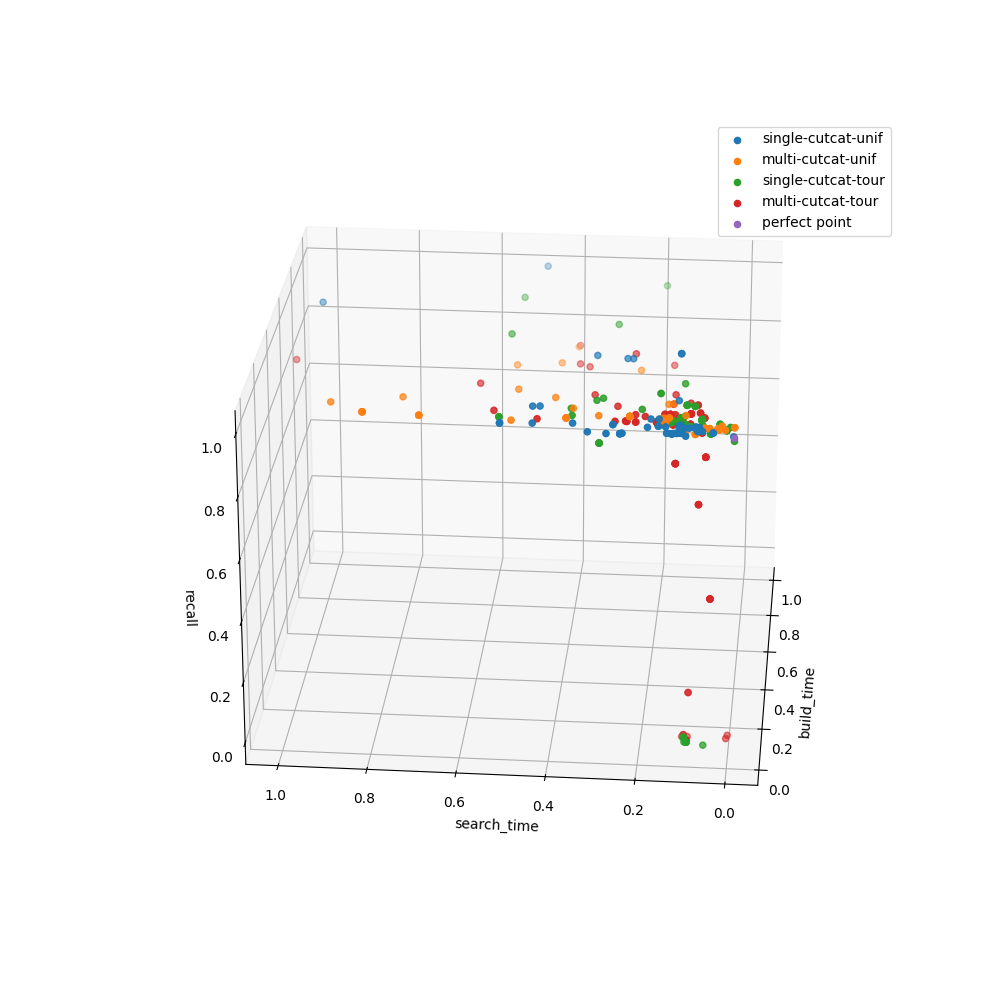 single-cutcat-unif
multi-cutcat-unif
single-cutcat-tour
multi-cutcat-tour
perfect point
1.0
0.8
0.6
0.4
0.2
0.0
recall
1.0
0.8
0.6
0.4
0.2
0.0
search_time
1.0
0.8
0.6
0.4
0.2
0.0
build_time